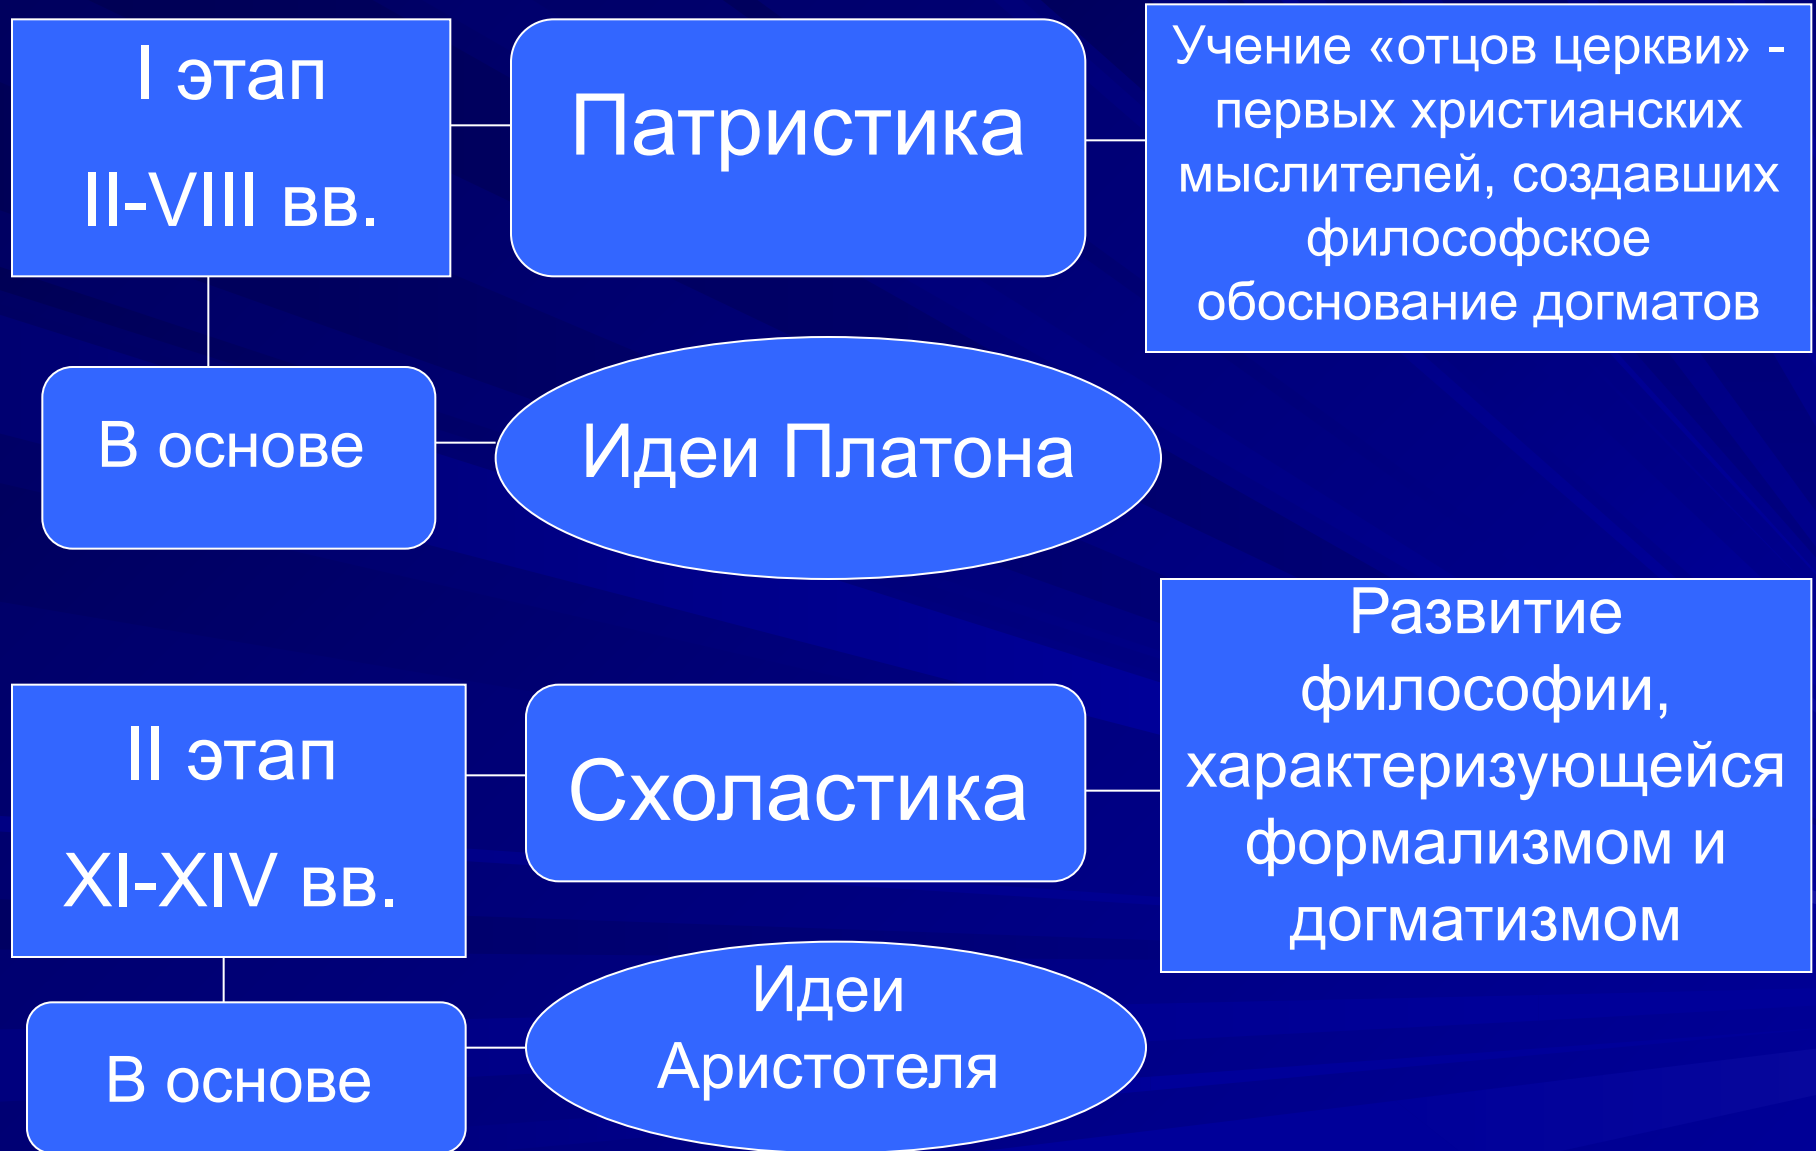 I этап
II-VIII вв.
Патристика
Учение «отцов церкви» -
первых христианских
мыслителей, создавших
философское
обоснование догматов
В основе
Идеи Платона
II этап
XI-XIV вв.
Схоластика
Развитие
философии,
характеризующейся
формализмом и
догматизмом
В основе
Идеи
Аристотеля